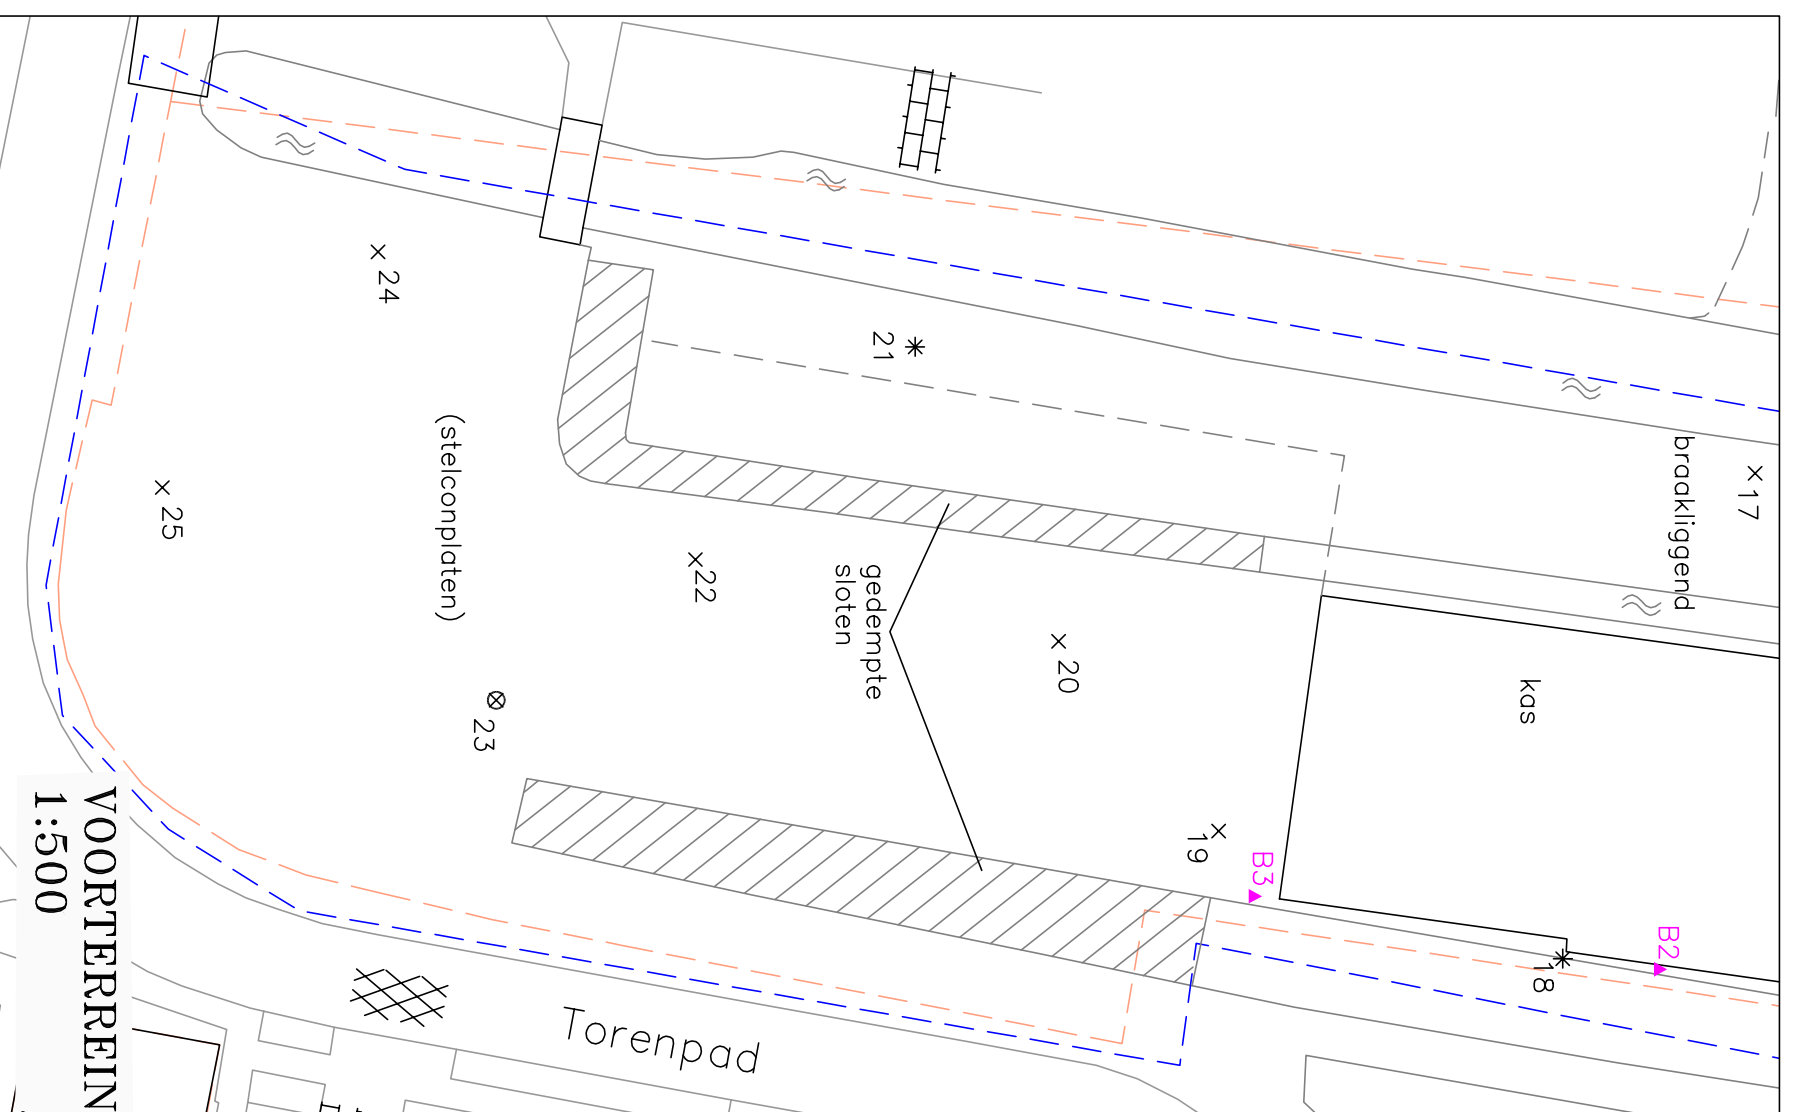 24
21
17
braakliggend
(stelconplaten)
25
22
gedempte
sloten
20
kas
23
19
B3
B2
18
VOORTERREIN
1:500
Torenpad